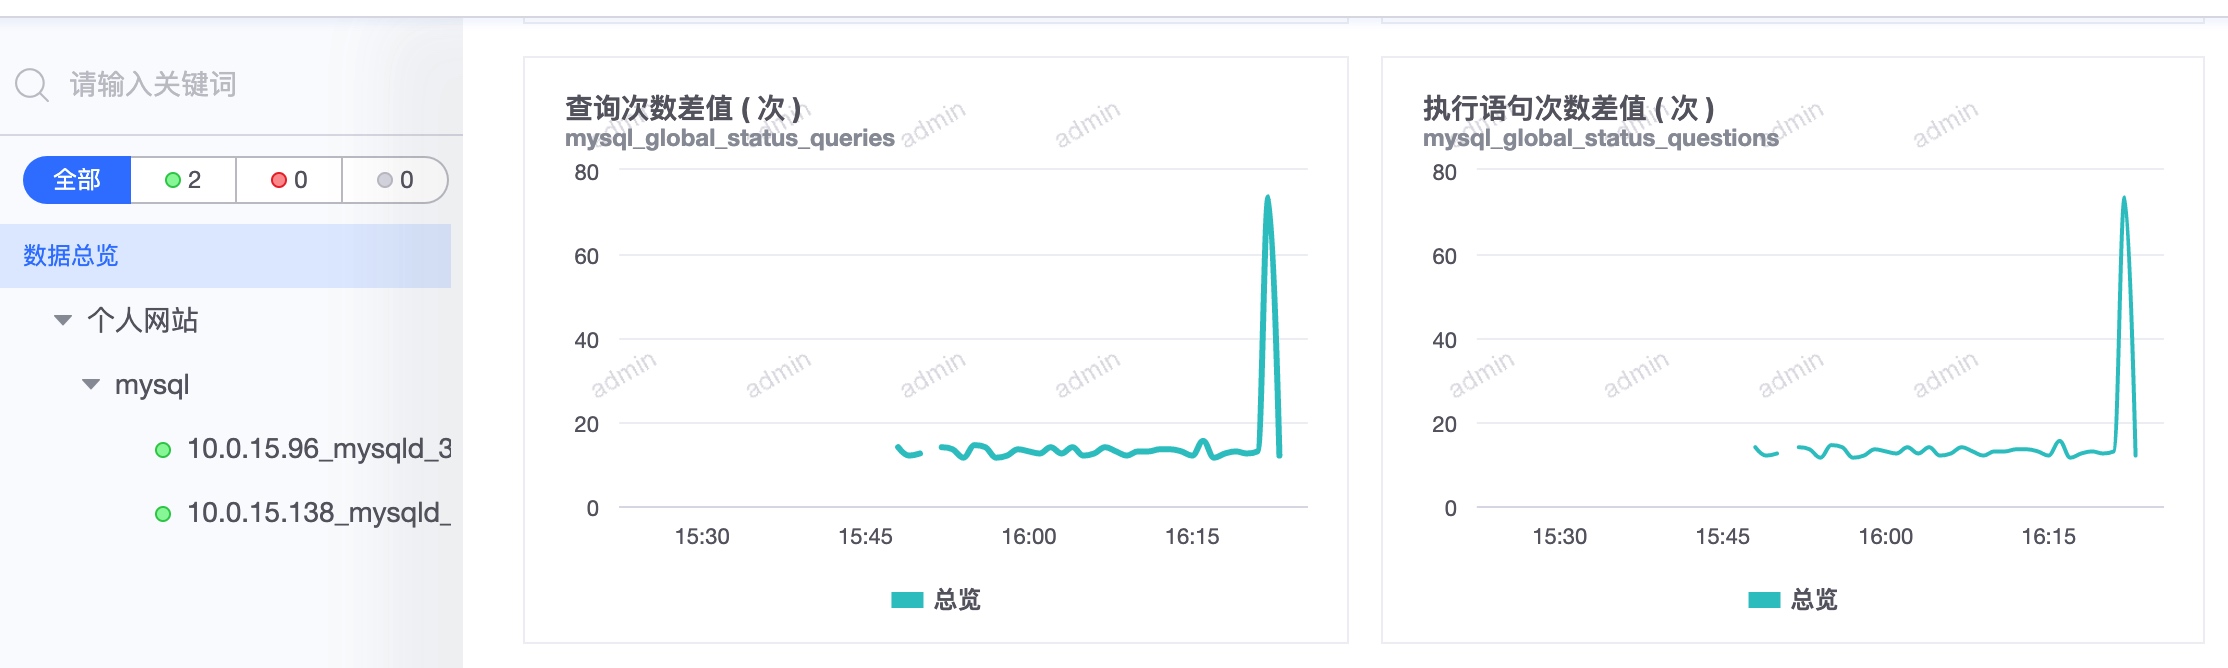 请输入关键词
全部
2
0
0
数据总览
个人网站
mysql
10.0.15.96_mysqld_3
10.0.15.138_mysqld_
查询次数差值 ( 次 )
mysql_global_status_queries
80
60
40
20
0
15:30 15:45 16:00 16:15
总览
admin admin admin admin
admin admin admin admin
执行语句次数差值 ( 次 )
mysql_global_status_questions
80
60
40
20
0
15:30 15:45 16:00 16:15
总览
admin admin admin admin
admin admin admin admin